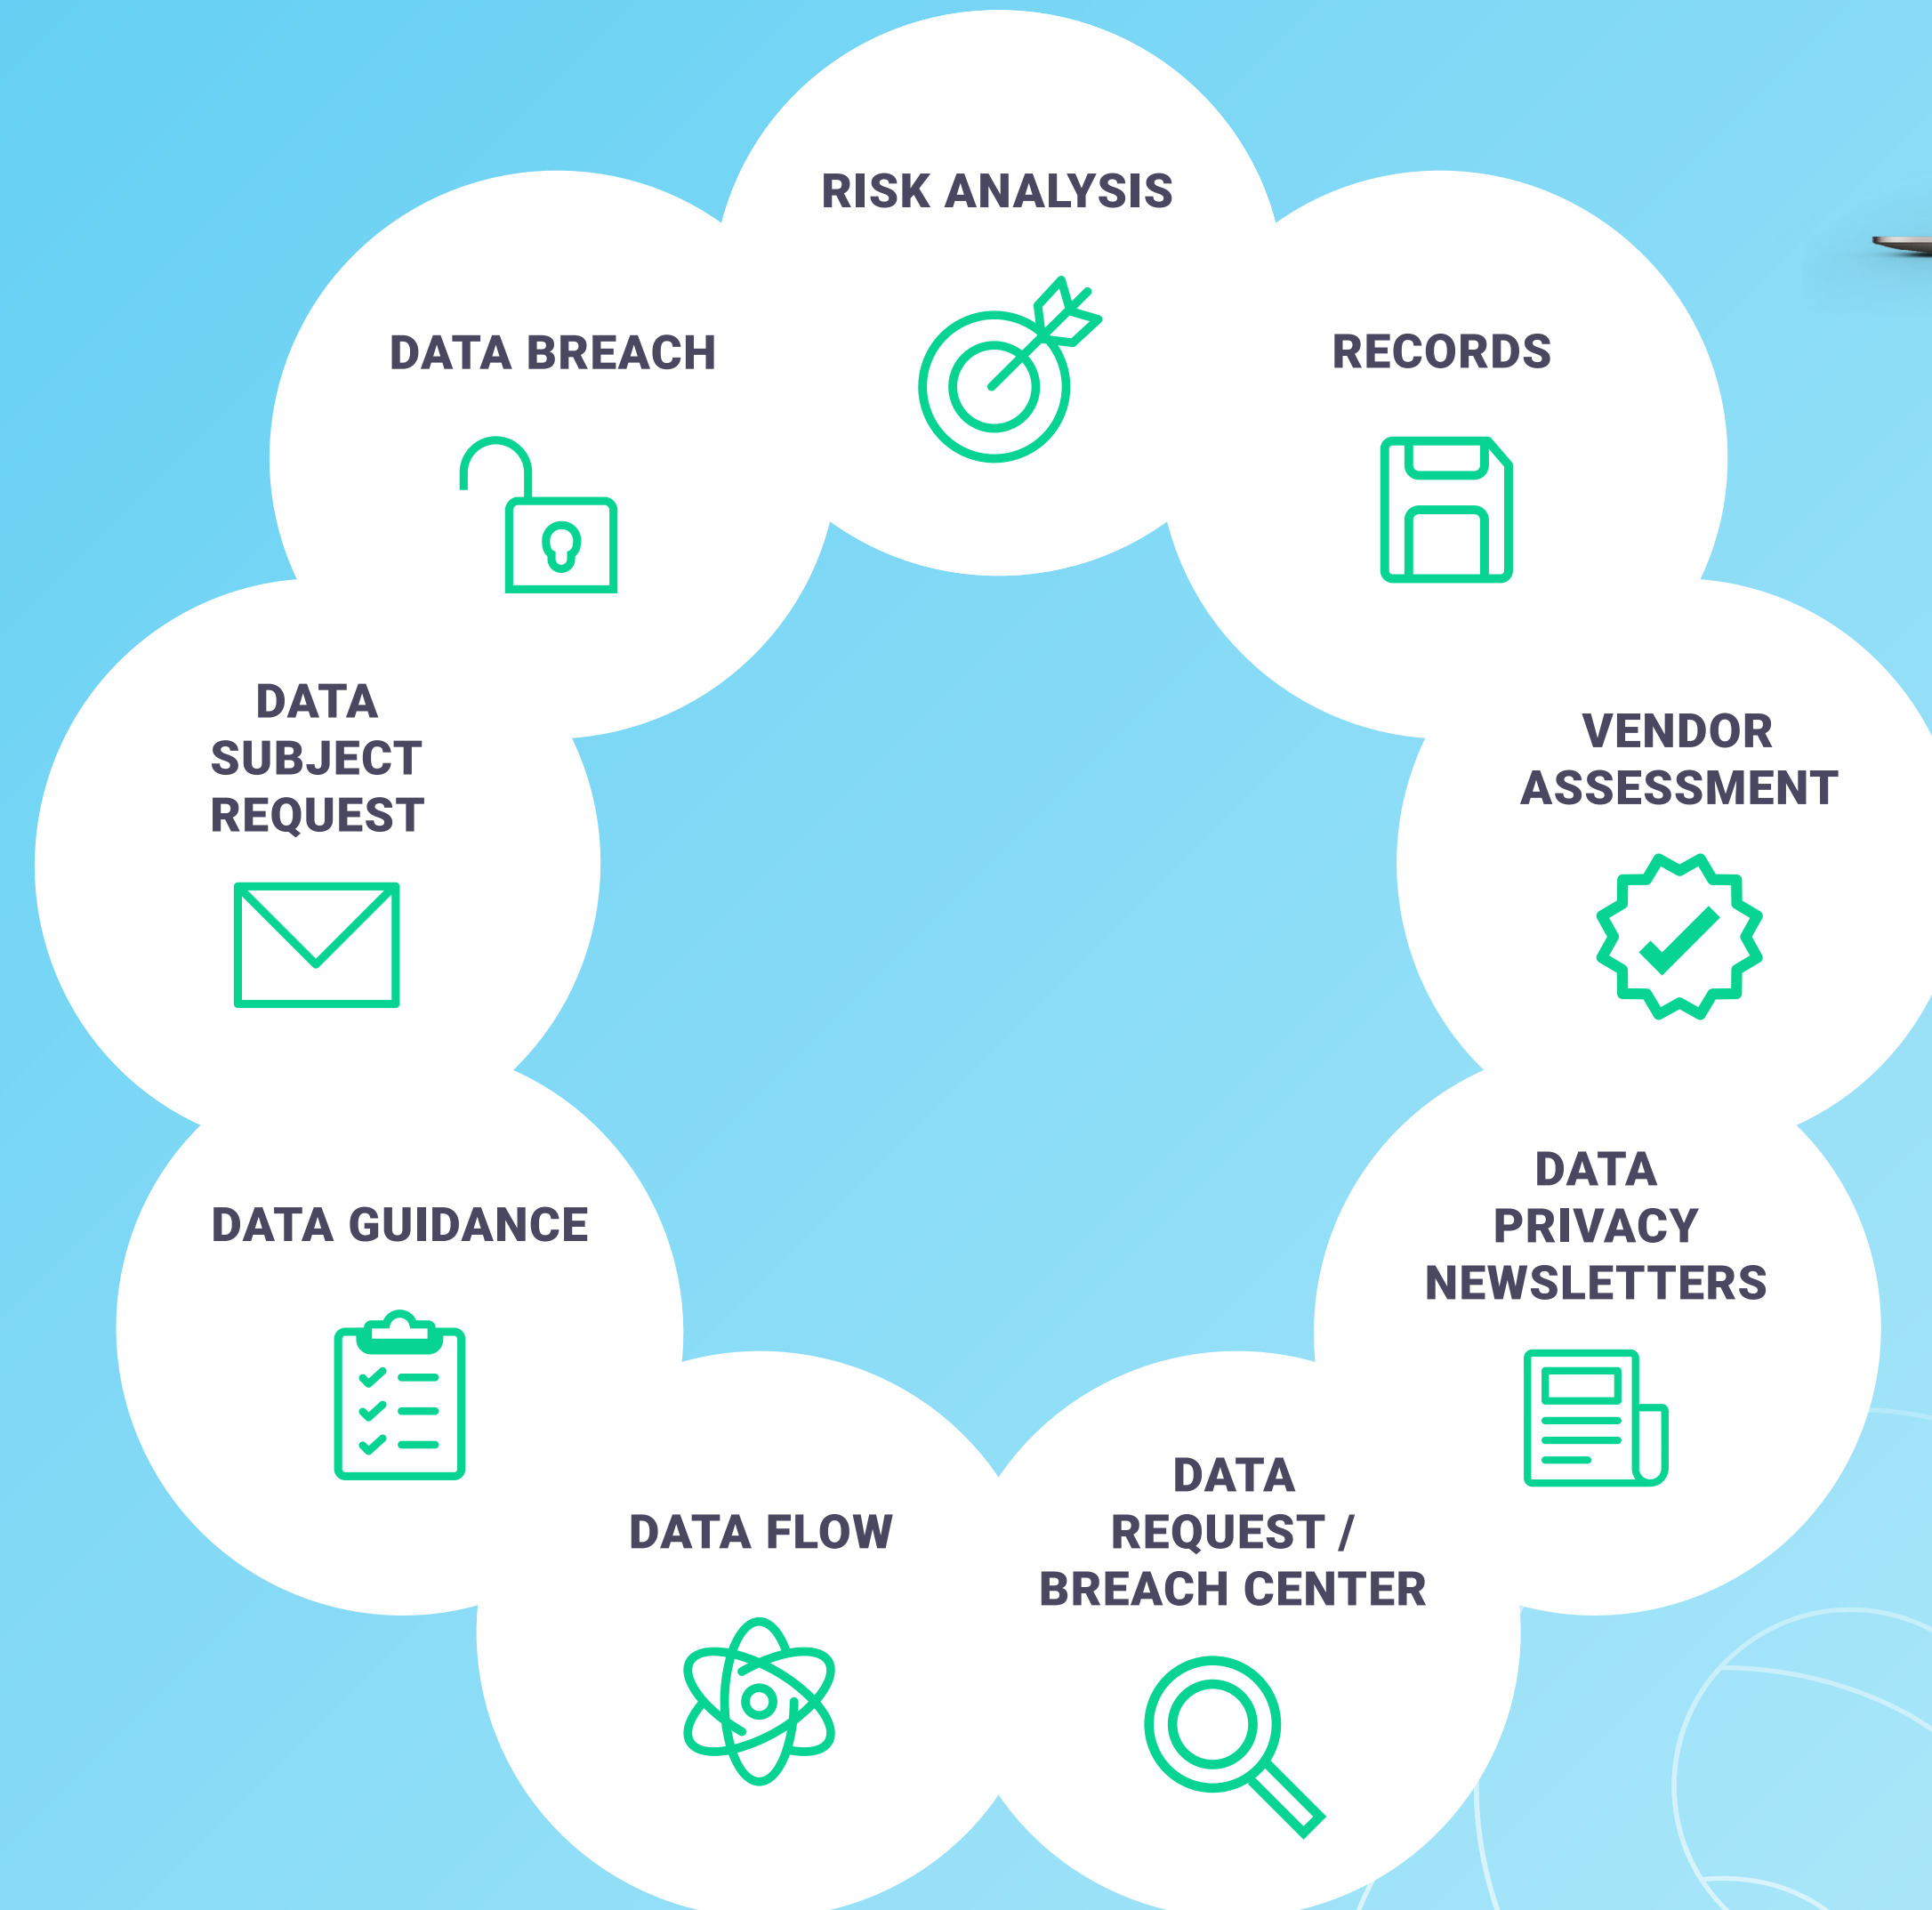 RISK ANALYSIS
DATA BREACH
RECORDS
DATA
SUBJECT
REQUEST
VENDOR
ASSESSMENT
DATA GUIDANCE
DATA
PRIVACY
NEWSLETTERS
DATA FLOW
DATA
REQUEST /
BREACH CENTER